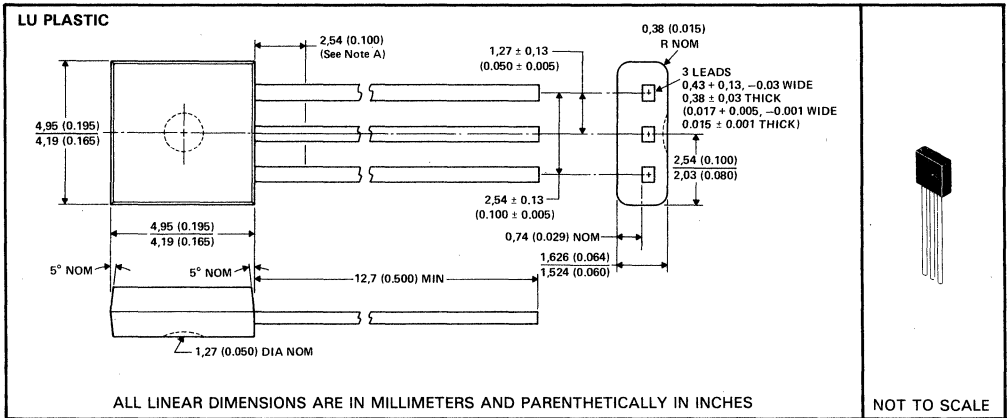 LU PLASTIC
2,54 (0.100)
(See Note A)
1,27 ± 0,13
(0.050 ± 0.005)
0,38 (0.015)
R NOM
3 LEADS
0,43 + 0,13, −0.03 WIDE
0,38 ± 0,03 THICK
(0,017 + 0.005, −0.001 WIDE
0.015 ± 0.001 THICK)
4,95 (0.195)
4,19 (0.165)
2,54 (0.100)
2,03 (0.080)
2,54 ± 0.13
(0.100 ± 0.005)
4,95 (0.195)
4,19 (0.165)
0,74 (0.029) NOM
1,626 (0.064)
1,524 (0.060)
5° NOM
5° NOM
12,7 (0.500) MIN
1,27 (0.050) DIA NOM
ALL LINEAR DIMENSIONS ARE IN MILLIMETERS AND PARENTHETICALLY IN INCHES
NOT TO SCALE